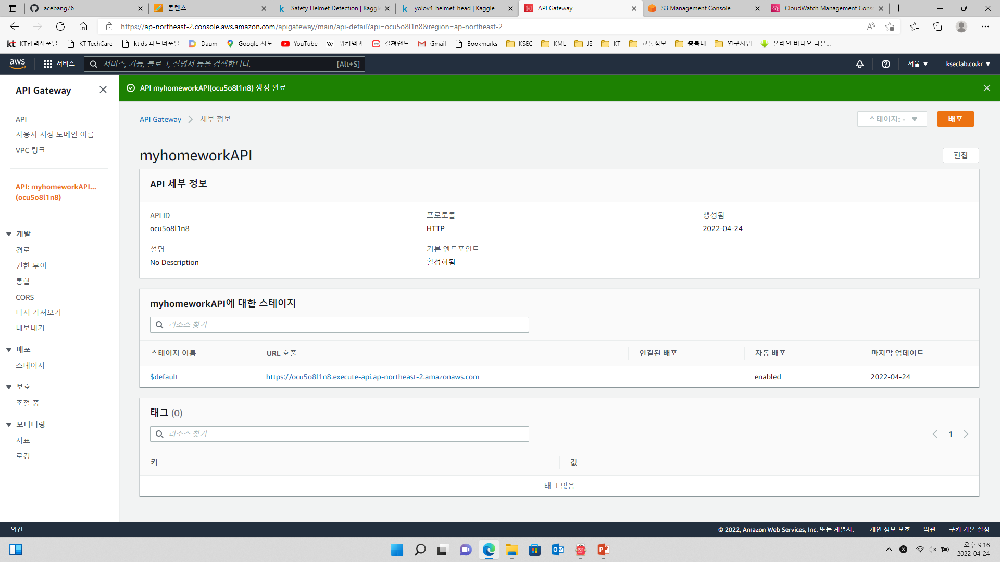 acebang76
콘텐츠
Safety Helmet Detection | Kaggle
yolov4_helmet_head | Kaggle
API Gateway
S3 Management Console
CloudWatch Management Cons
https://ap-northeast-2.console.aws.amazon.com/apigateway/main/api-detail?api=ocu5o8l1n8&region=ap-northeast-2
kt KT협력사포탈
KT TechCare
kt ds 파트너포탈
Daum
Google 지도
YouTube
W 위키백과
컬쳐랜드
Gmail
Bookmarks
KSEC
KML
JS
KT
교통정보
충북대
연구사업
온라인 비디오 다운...
aws
서비스
서비스, 기능, 블로그, 설명서 등을 검색합니다.
[Alt+S]
서울
kseclab.co.kr
API Gateway
API myhomeworkAPI(ocu5o8l1n8) 생성 완료
API
사용자 지정 도메인 이름
VPC 링크
API: myhomeworkAPI...
(ocu5o8l1n8)
개발
경로
권한 부여
통합
CORS
다시 가져오기
내보내기
배포
스테이지
보호
조절 중
모니터링
지표
로깅
API Gateway
세부 정보
스테이지: -
배포
myhomeworkAPI
편집
API 세부 정보
API ID
프로토콜
생성됨
ocu5o8l1n8
HTTP
2022-04-24
설명
기본 엔드포인트
No Description
활성화됨
myhomeworkAPI에 대한 스테이지
리소스 찾기
스테이지 이름
URL 호출
연결된 배포
자동 배포
마지막 업데이트
$default
https://ocu5o8l1n8.execute-api.ap-northeast-2.amazonaws.com
enabled
2022-04-24
태그 (0)
리소스 찾기
1
키
값
태그 없음
의견
© 2022, Amazon Web Services, Inc. 또는 계열사.
개인 정보 보호
약관
쿠키 기본 설정
오후 9:16
2022-04-24